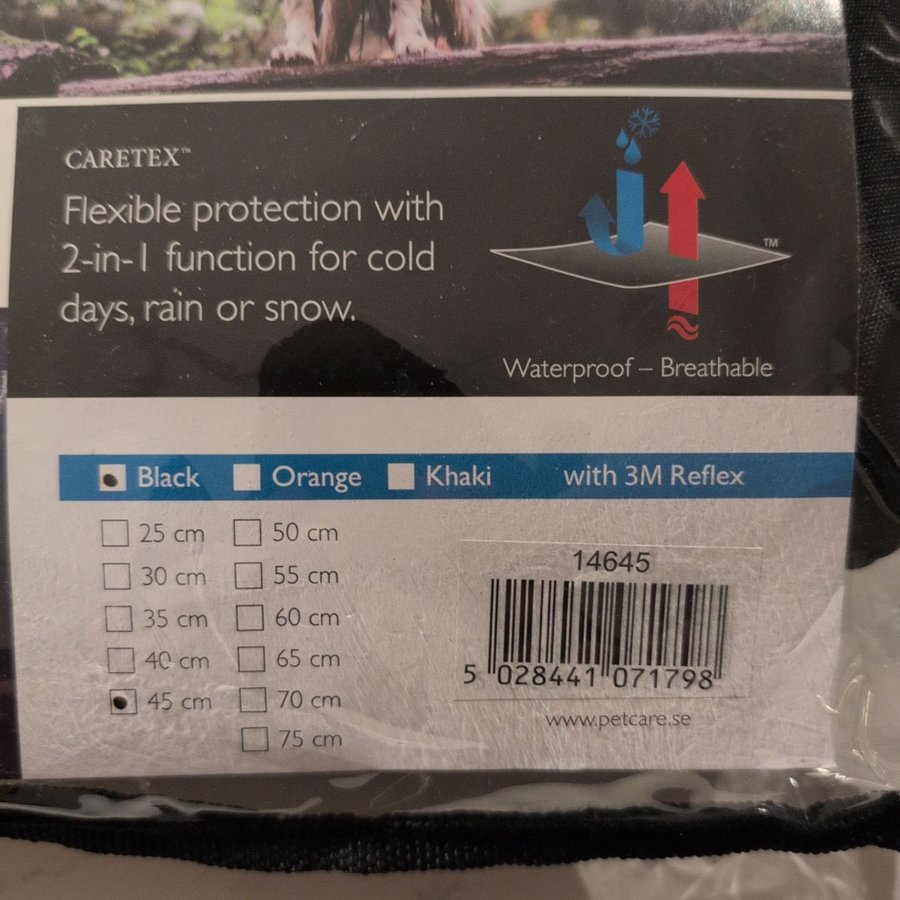 CARETEX™
Flexible protection with
2-in-1 function for cold
days, rain or snow.
™
Waterproof – Breathable
Black Orange Khaki with 3M Reflex
25 cm 50 cm
30 cm 55 cm
35 cm 60 cm
40 cm 65 cm
45 cm 70 cm
75 cm
14645
5 028441 071798
www.petcare.se